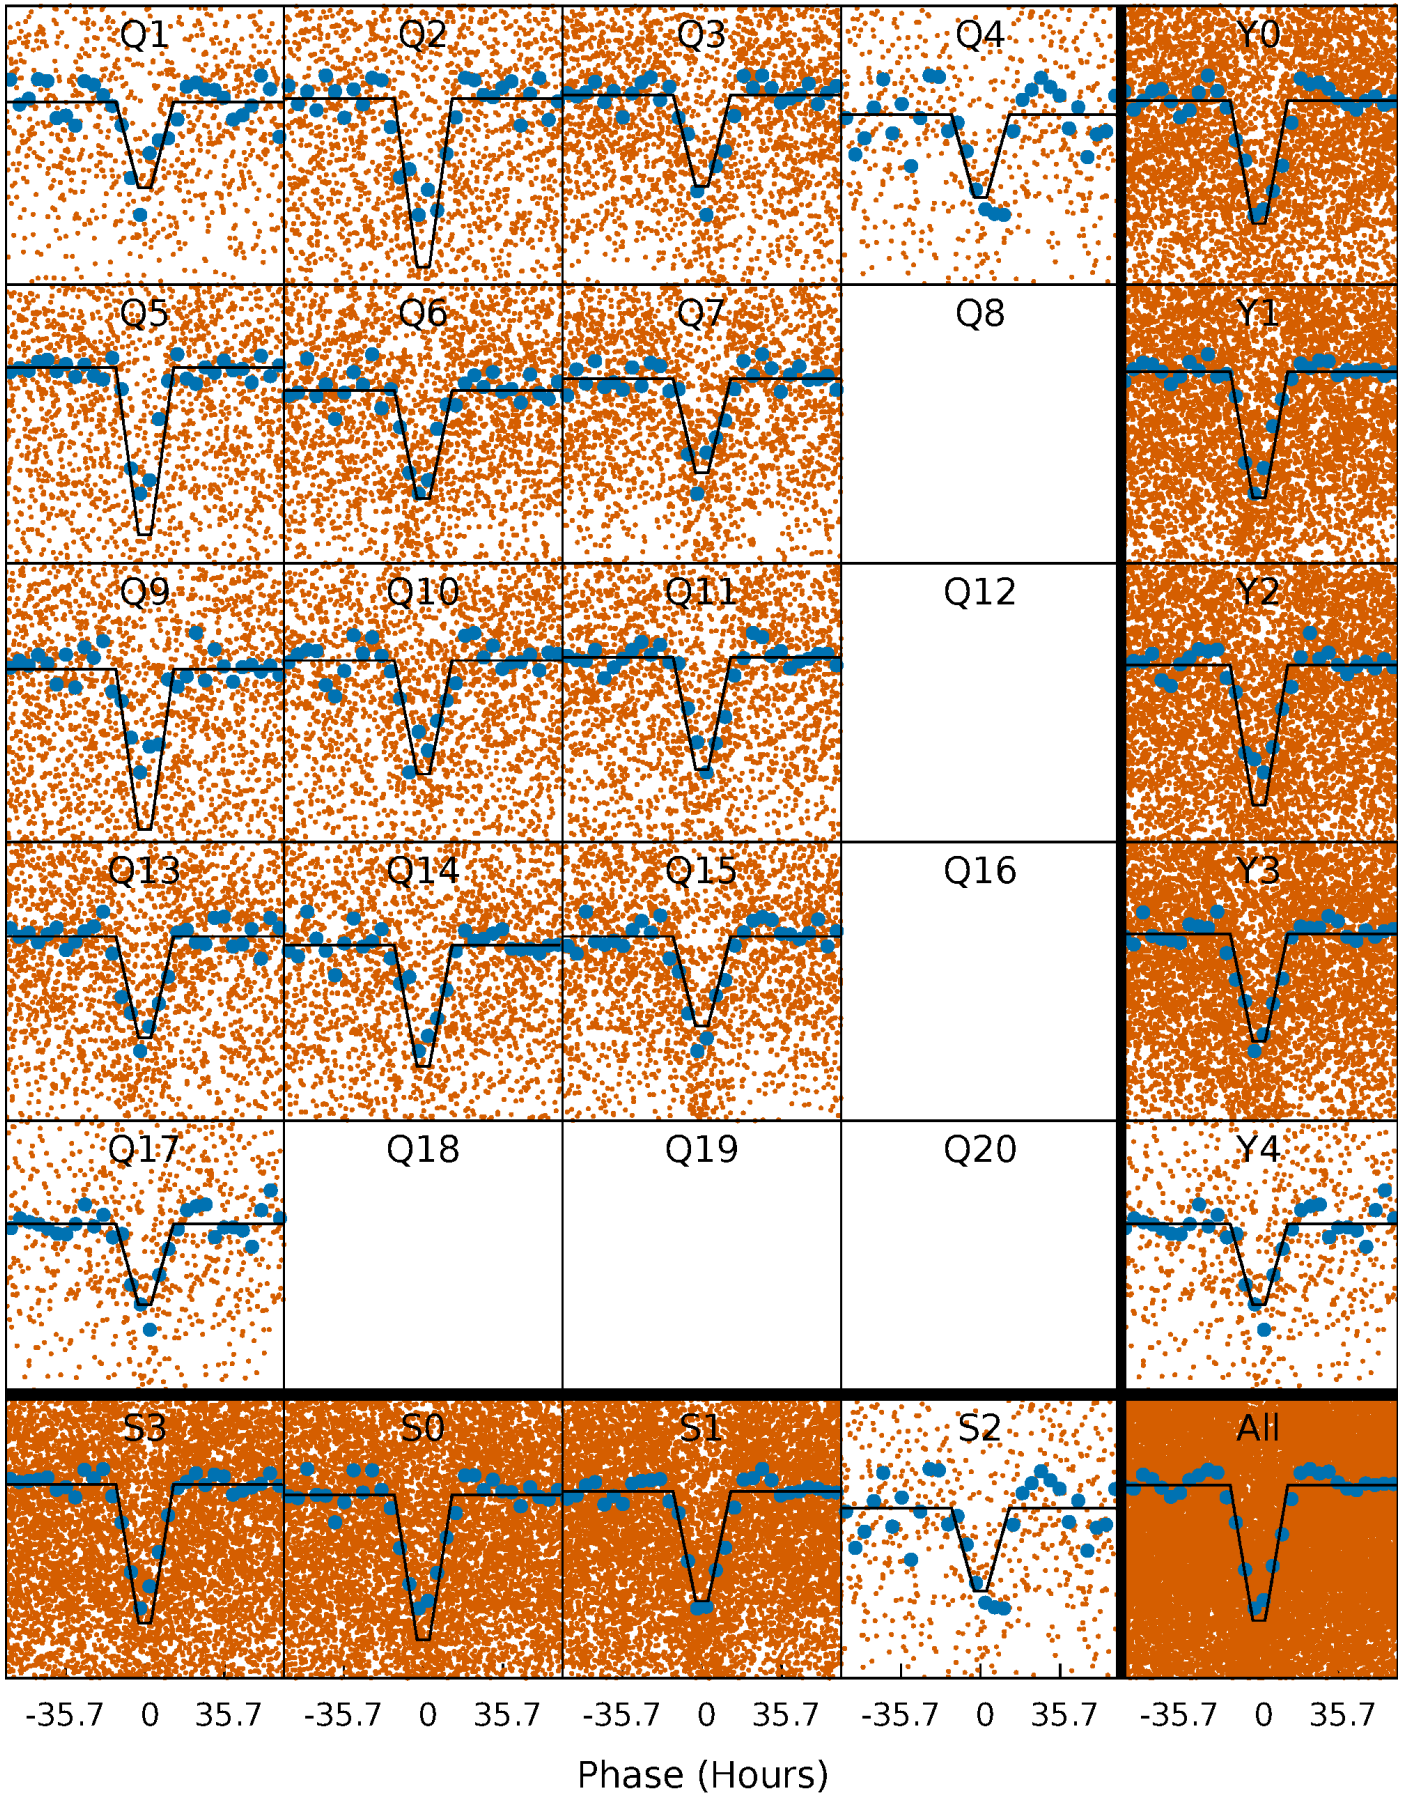 Q1 Q2 Q3 Q4 Y0
Q5 Q6 Q7 Q8 Y1
Q9 Q10 Q11 Q12 Y2
Q13 Q14 Q15 Q16 Y3
Q17 Q18 Q19 Q20 Y4
S3 S0 S1 S2 All
-35.7 0 35.7 -35.7 0 35.7 -35.7 0 35.7 -35.7 0 35.7 -35.7 0 35.7
Phase (Hours)